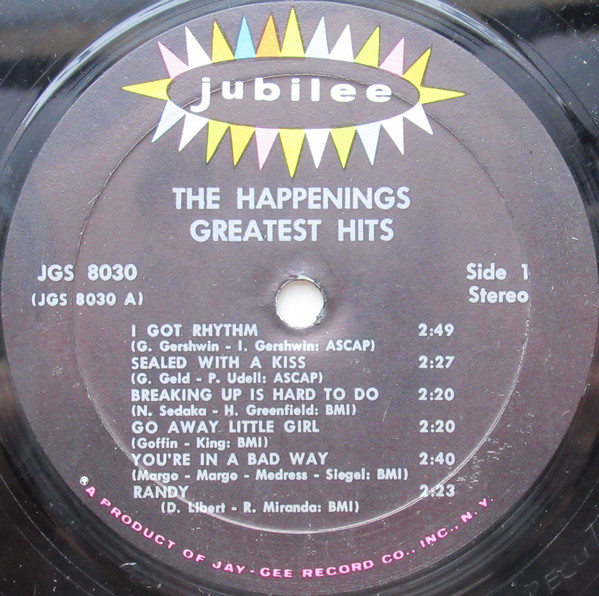 jubilee
THE HAPPENINGS
GREATEST HITS
JGS 8030
Side 1
(JGS 8030 A)
Stereo
I GOT RHYTHM 2:49
(G. Gershwin - I. Gershwin: ASCAP)
SEALED WITH A KISS 2:27
(G. Geld - P. Udell: ASCAP)
BREAKING UP IS HARD TO DO 2:20
(N. Sedaka - H. Greenfield: BMI)
GO AWAY LITTLE GIRL 2:20
(Goffin - King: BMI)
YOU'RE IN A BAD WAY 2:40
(Margo - Margo - Medress - Siegel: BMI)
RANDY 2:23
(D. Libert - R. Miranda: BMI)
®A PRODUCT OF JAY-GEE RECORD CO., INC., N.Y.